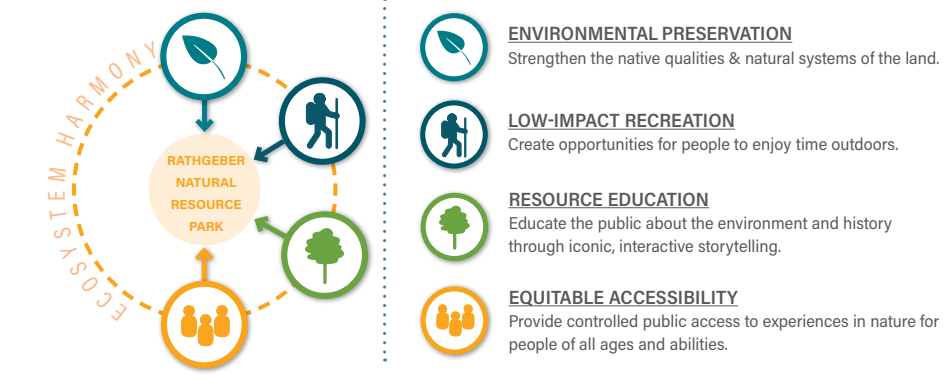 ECOSYSTEM HARMONY
RATHGEBER
NATURAL
RESOURCE
PARK
ENVIRONMENTAL PRESERVATION
Strengthen the native qualities & natural systems of the land.
LOW-IMPACT RECREATION
Create opportunities for people to enjoy time outdoors.
RESOURCE EDUCATION
Educate the public about the environment and history
through iconic, interactive storytelling.
EQUITABLE ACCESSIBILITY
Provide controlled public access to experiences in nature for
people of all ages and abilities.